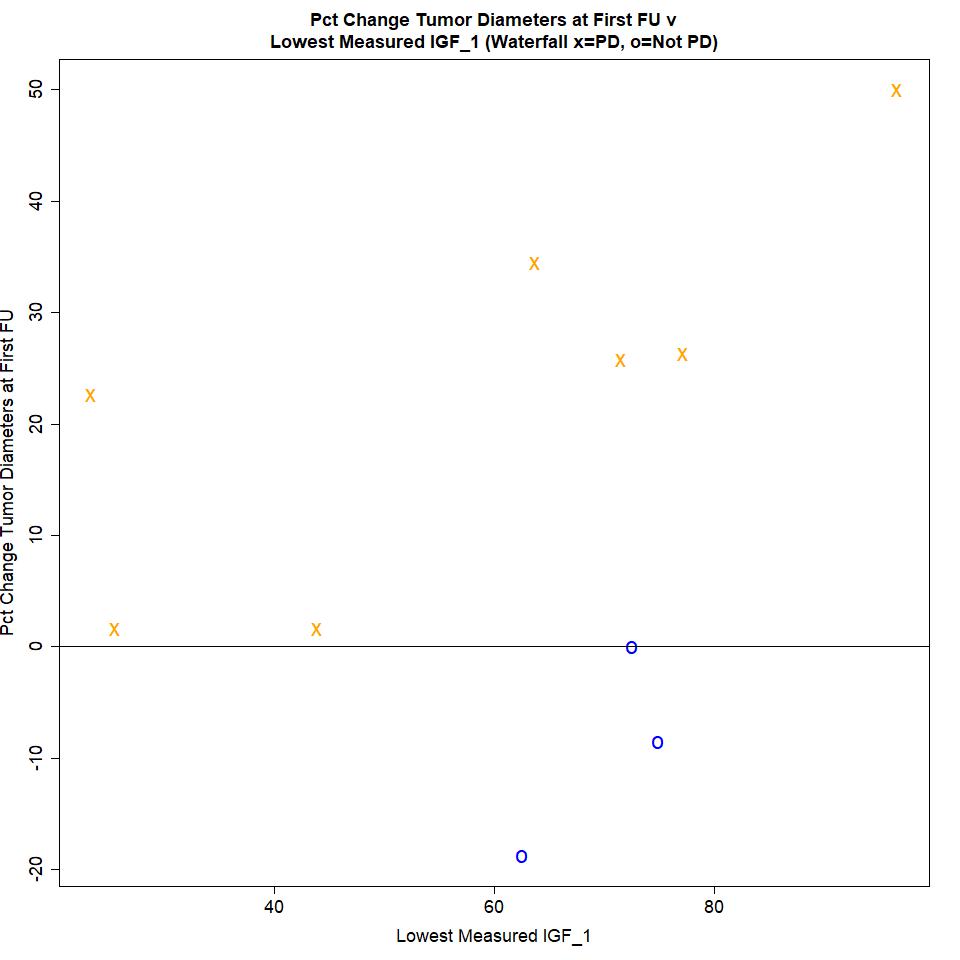 Pct Change Tumor Diameters at First FU v
Lowest Measured IGF_1 (Waterfall x=PD, o=Not PD)
Pct Change Tumor Diameters at First FU
50
40
30
20
10
0
-10
-20
X
X
X
X
X
X
X
O
O
O
40
60
80
Lowest Measured IGF_1